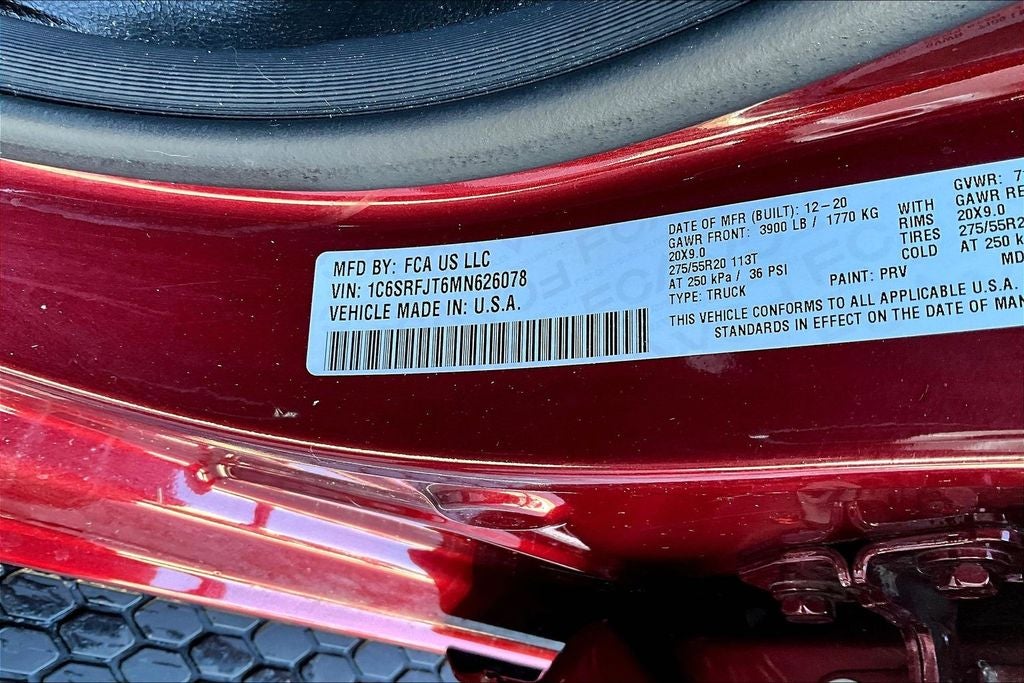 MFD BY: FCA US LLC
VIN: 1C6SRFJT6MN626078
VEHICLE MADE IN: U.S.A.
DATE OF MFR (BUILT): 12-20
GAWR FRONT: 3900 LB / 1770 KG
20X9.0
275/55R20 113T
AT 250 kPa / 36 PSI
TYPE: TRUCK
WITH
RIMS
TIRES
COLD
GVWR:
GAWR
20X9.0
AT 250
PAINT: PRV
THIS VEHICLE CONFORMS TO ALL APPLICABLE U.S.A.
STANDARDS IN EFFECT ON THE DATE OF